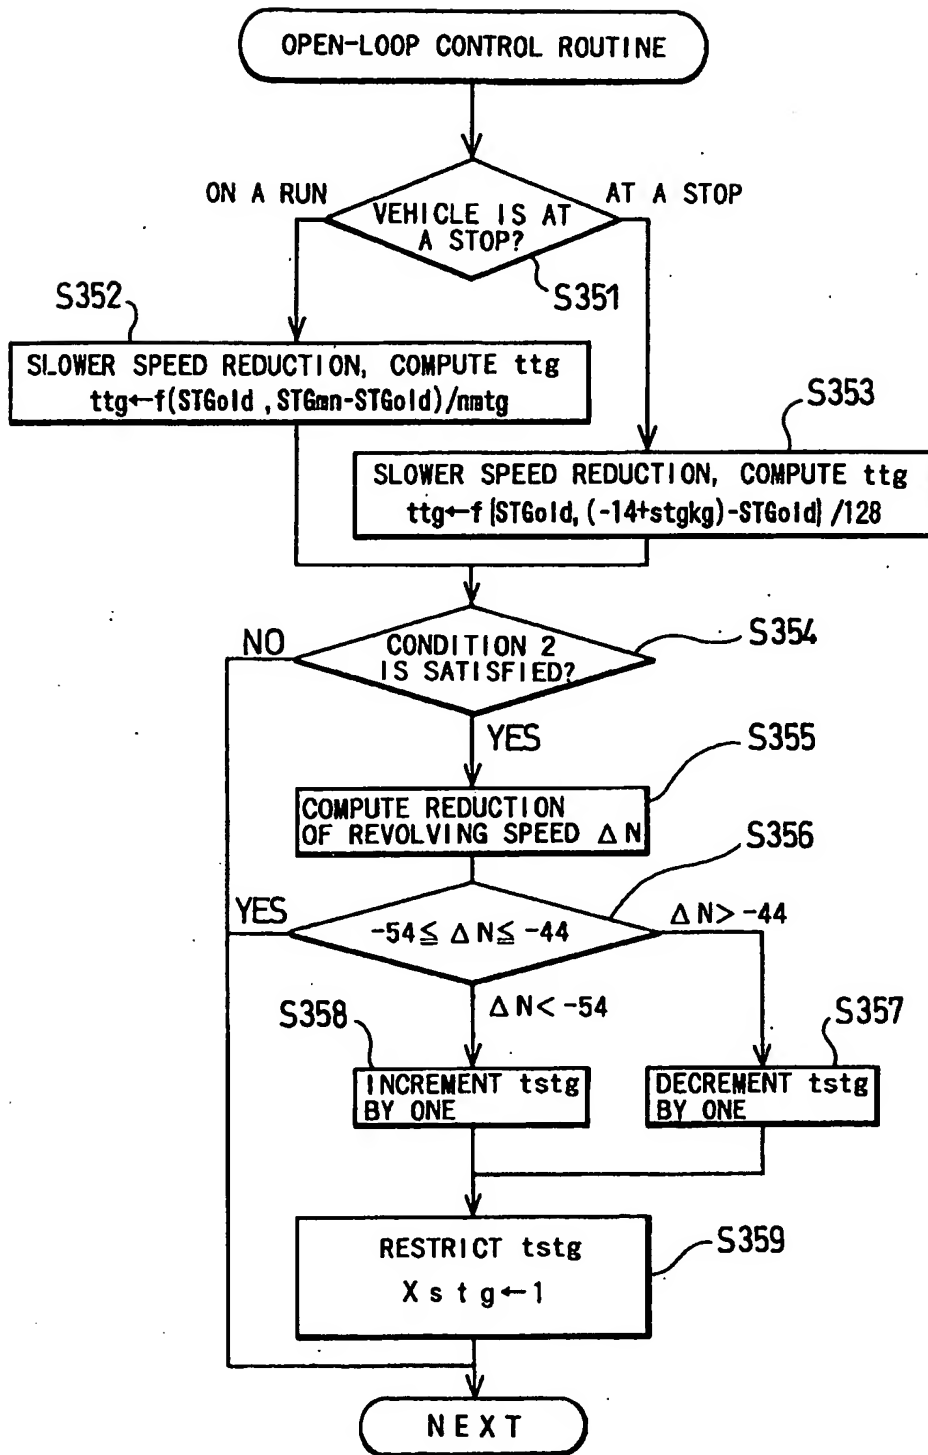 OPEN-LOOP CONTROL ROUTINE
ON A RUN
AT A STOP
VEHICLE IS AT
A STOP?
S351
S352
SLOWER SPEED REDUCTION, COMPUTE ttg
ttg←f(STGold ,STGmn-STGold)/nmtg
S353
SLOWER SPEED REDUCTION, COMPUTE ttg
ttg←f{STGold, (-14+stgkg)-STGold} /128
NO
CONDITION 2
IS SATISFIED?
S354
YES
S355
COMPUTE REDUCTION
OF REVOLVING SPEED ΔN
S356
YES
-54≦ ΔN≦ -44
ΔN> -44
ΔN< -54
S358
S357
INCREMENT tstg
BY ONE
DECREMENT tstg
BY ONE
RESTRICT tstg
Xstg←1
S359
NEXT